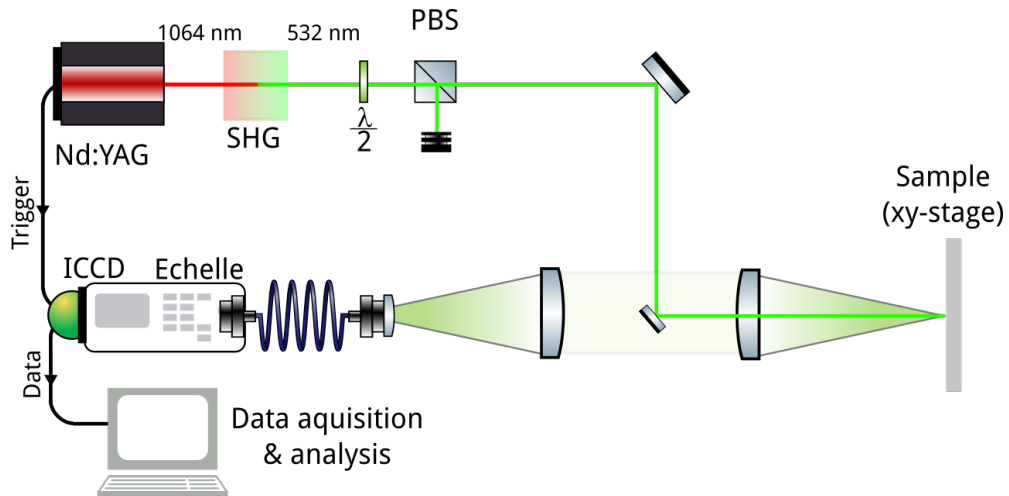 PBS
1064 nm
532 nm
SHG
λ
2
Nd:YAG
Trigger
Sample
(xy-stage)
ICCD
Echelle
Data
Data aquisition
& analysis